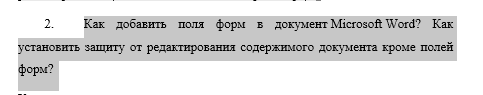 2. Как добавить поля форм в документ Microsoft Word? Как
установить защиту от редактирования содержимого документа кроме полей
форм?